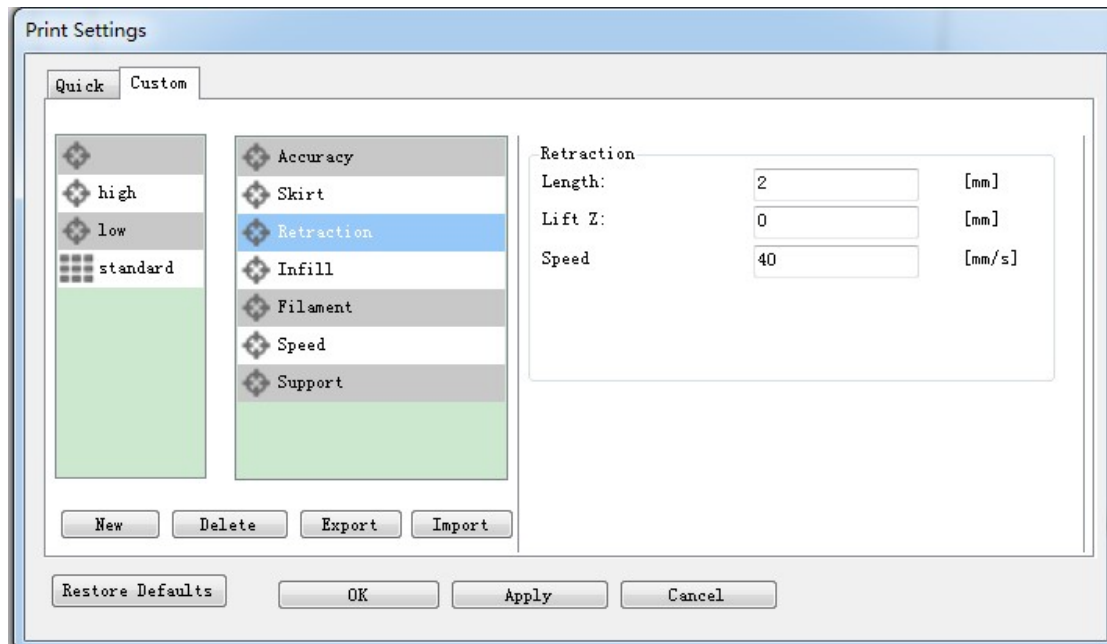 Print Settings
Quick
Custom
high
low
standard
Accuracy
Skirt
Retraction
Infill
Filament
Speed
Support
Retraction
Length: 2 [mm]
Lift Z: 0 [mm]
Speed 40 [mm/s]
New Delete Export Import
Restore Defaults OK Apply Cancel